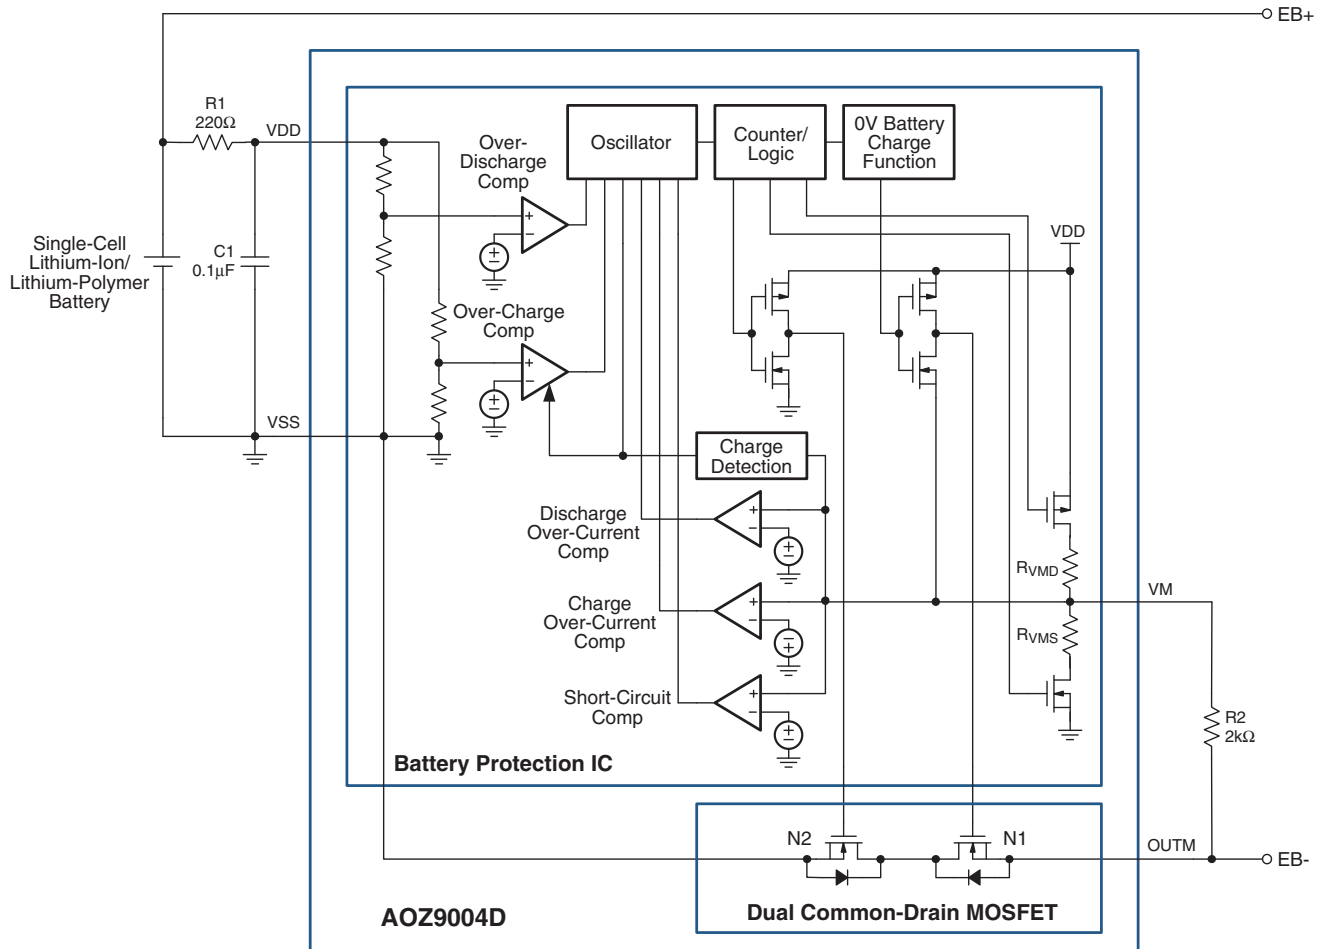 EB+
R1
220Ω
VDD
Over-
Discharge
Comp
Oscillator
Counter/
Logic
0V Battery
Charge
Function
VDD
Single-Cell
Lithium-Ion/
Lithium-Polymer
Battery
C1
0.1μF
Over-Charge
Comp
VSS
Charge
Detection
Discharge
Over-Current
Comp
RVMD
VM
Charge
Over-Current
Comp
RVMS
Short-Circuit
Comp
R2
2kΩ
Battery Protection IC
N2
N1
OUTM
EB-
AOZ9004D
Dual Common-Drain MOSFET